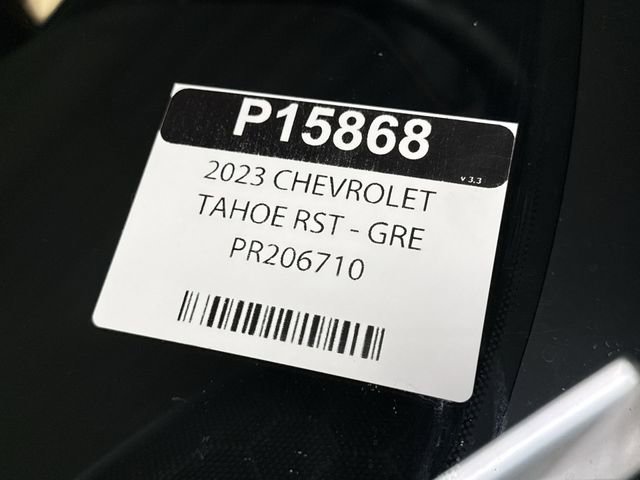 P15868
v 3.3
2023 CHEVROLET
TAHOE RST - GRE
PR206710